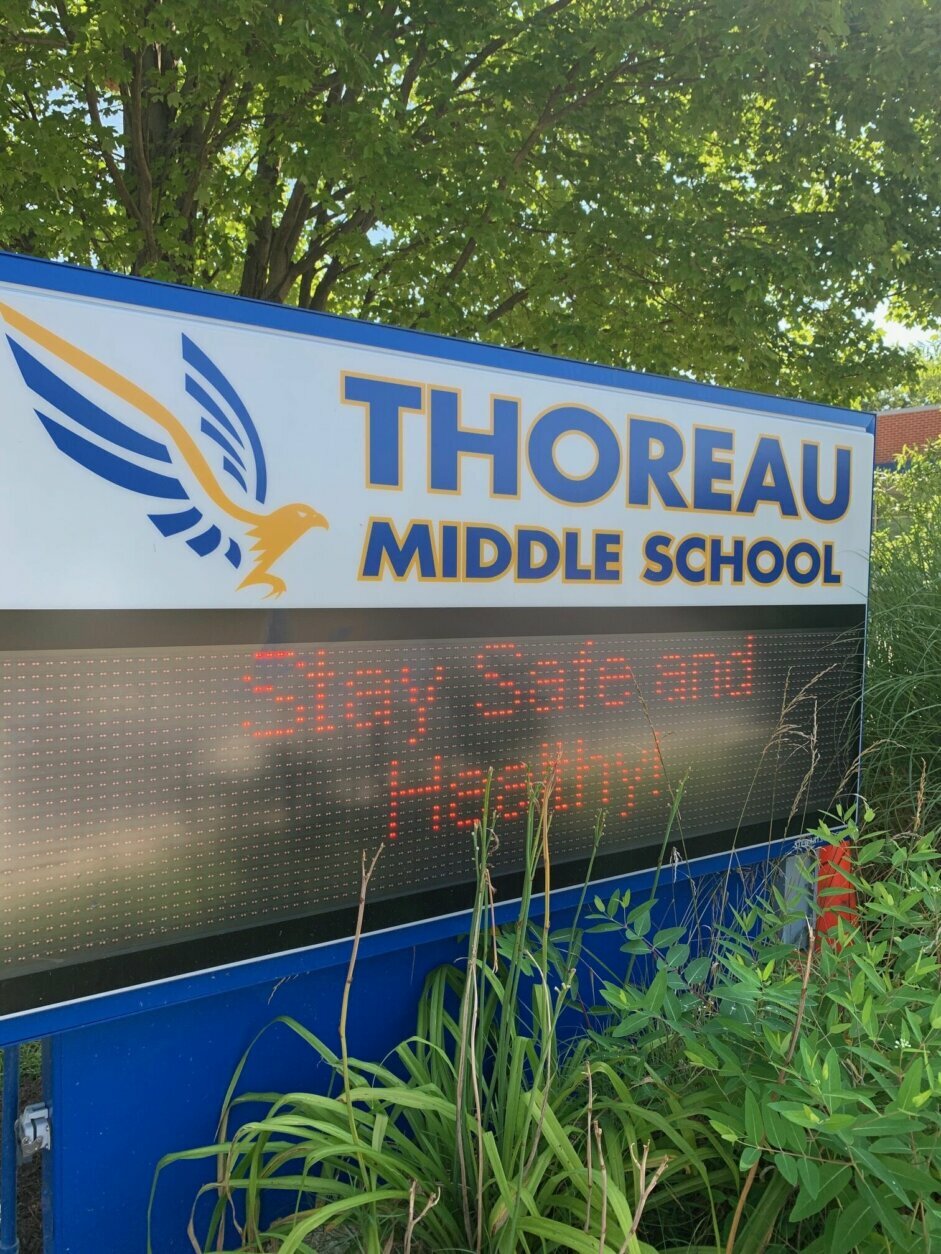 THOREAU
MIDDLE SCHOOL
Stay Safe and
Healthy!